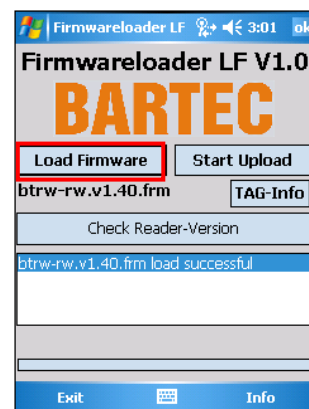 Firmwareloader LF 3:01 ok
Firmwareloader LF V1.0
BARTEC
Load Firmware Start Upload
btrw-rw.v1.40.frm TAG-Info
Check Reader-Version
btrw-rw.v1.40.frm load successful
Exit Info